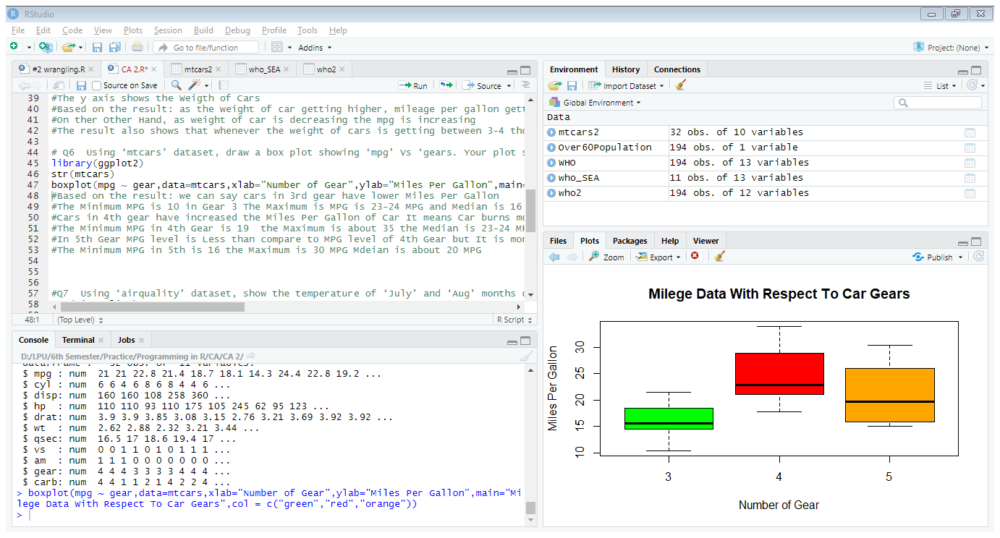 RStudio
File Edit Code View Plots Session Build Debug Profile Tools Help
Go to file/function Addins Project: (None)
#2 wrangling.R CA 2.R* mtcars2 who_SEA who2
Source on Save Run Source
39 #The y axis shows the Weigth of Cars
40 #Based on the result: as the weight of car getting higher, mileage per gallon gett
41 #On ther Other Hand, as weight of car is decreasing the mpg is increasing
42 #The result also shows that whenever the weight of cars is getting between 3-4 tho
43
44 # Q6  Using ‘mtcars’ dataset, draw a box plot showing ‘mpg’ Vs ‘gears. Your plot s
45 library(ggplot2)
46 str(mtcars)
47 boxplot(mpg ~ gear,data=mtcars,xlab="Number of Gear",ylab="Miles Per Gallon",main=
48 #Based on the result: we can say cars in 3rd gear have lower Miles Per Gallon
49 #The Minimum MPG is 10 in Gear 3 The Maximum is MPG is 23-24 MPG and Median is 16
50 #Cars in 4th gear have increased the Miles Per Gallon of Car It means Car burns mo
51 #The Minimum MPG in 4th Gear is 19  the Maximum is about 35 the Median is 23-24 MP
52 #In 5th Gear MPG level is Less than compare to MPG level of 4th Gear but It is mor
53 #The Minimum MPG in 5th is 16 the Maximum is 30 MPG Mdeian is about 20 MPG
54
55
56
57 #Q7  Using ‘airquality’ dataset, show the temperature of ‘July’ and ‘Aug’ months o
58
48:1 (Top Level) R Script
Console Terminal Jobs
D:/LPU/6th Semester/Practice/Programming in R/CA/CA 2/
'data.frame': 32 obs. of 11 variables:
$ mpg : num 21 21 22.8 21.4 18.7 18.1 14.3 24.4 22.8 19.2 ...
$ cyl : num 6 6 4 6 8 6 8 4 4 6 ...
$ disp: num 160 160 108 258 360 ...
$ hp  : num 110 110 93 110 175 105 245 62 95 123 ...
$ drat: num 3.9 3.9 3.85 3.08 3.15 2.76 3.21 3.69 3.92 3.92 ...
$ wt  : num 2.62 2.88 2.32 3.21 3.44 ...
$ qsec: num 16.5 17 18.6 19.4 17 ...
$ vs  : num 0 0 1 1 0 1 0 1 1 1 ...
$ am  : num 1 1 1 0 0 0 0 0 0 0 ...
$ gear: num 4 4 4 3 3 3 3 4 4 4 ...
$ carb: num 4 4 1 1 2 1 4 2 2 4 ...
> boxplot(mpg ~ gear,data=mtcars,xlab="Number of Gear",ylab="Miles Per Gallon",main="Mi
lege Data With Respect To Car Gears",col = c("green","red","orange"))
>
Environment History Connections
Import Dataset List
Global Environment
Data
mtcars2 32 obs. of 10 variables
Over60Population 194 obs. of 1 variable
WHO 194 obs. of 13 variables
who_SEA 11 obs. of 13 variables
who2 194 obs. of 12 variables
Files Plots Packages Help Viewer
Zoom Export Publish
Milege Data With Respect To Car Gears
Miles Per Gallon
30
25
20
15
10
3 4 5
Number of Gear